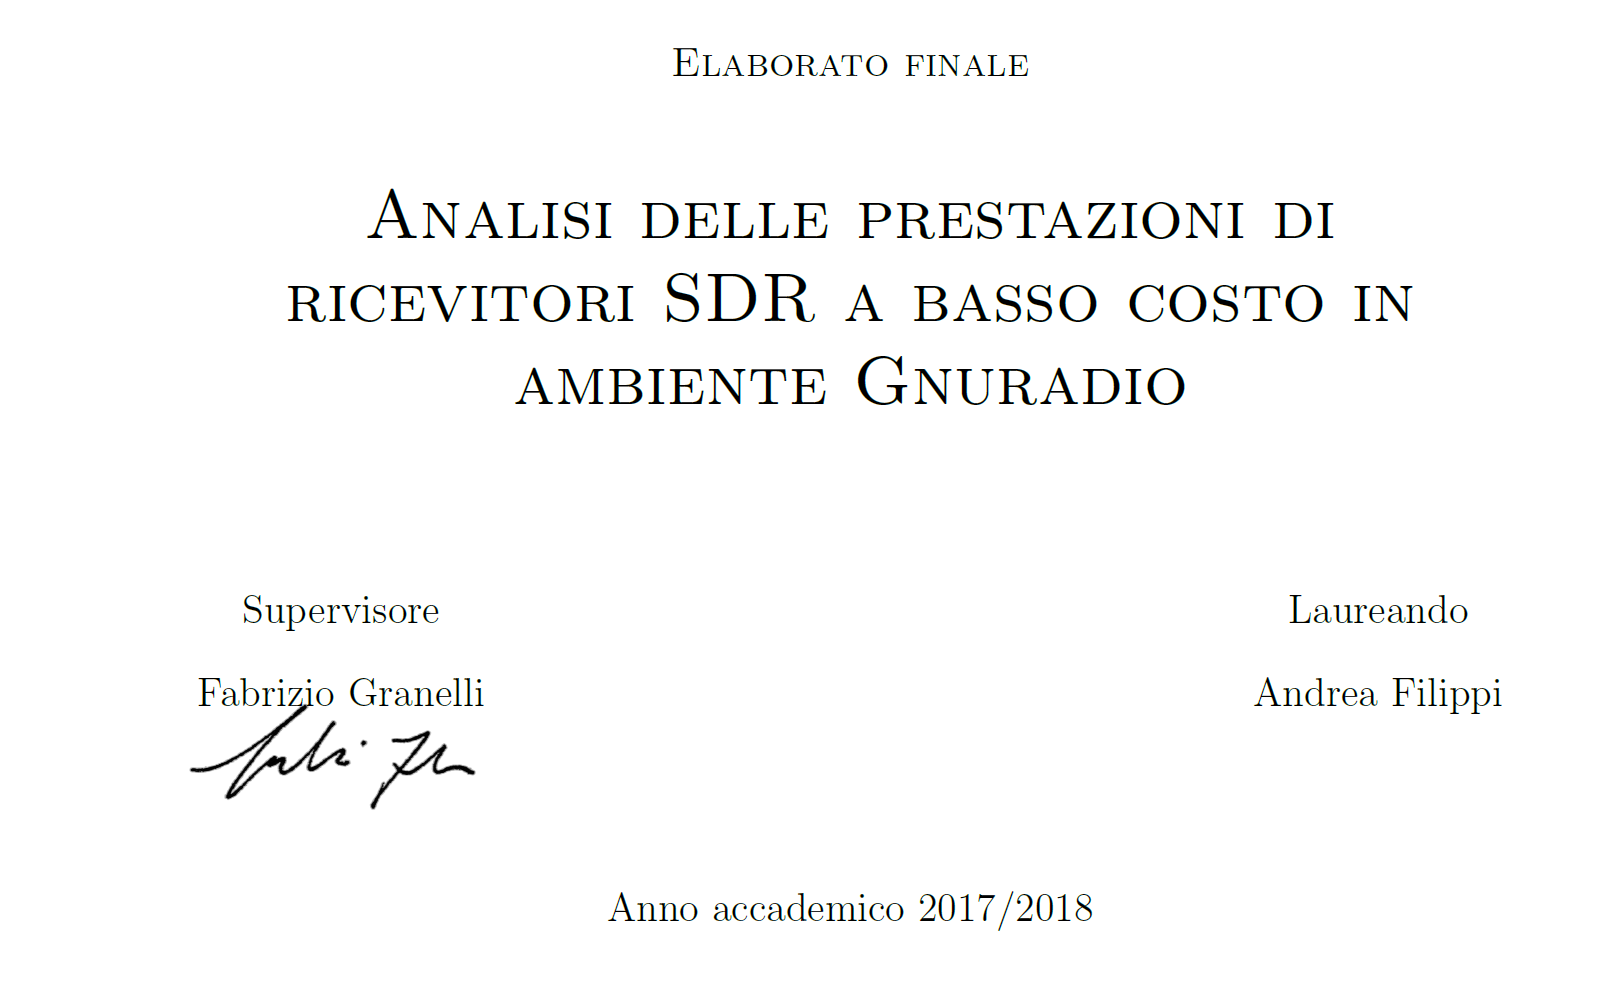 Elaborato finale
Analisi delle prestazioni di
ricevitori SDR a basso costo in
ambiente Gnuradio
Supervisore
Laureando
Fabrizio Granelli
Andrea Filippi
Anno accademico 2017/2018